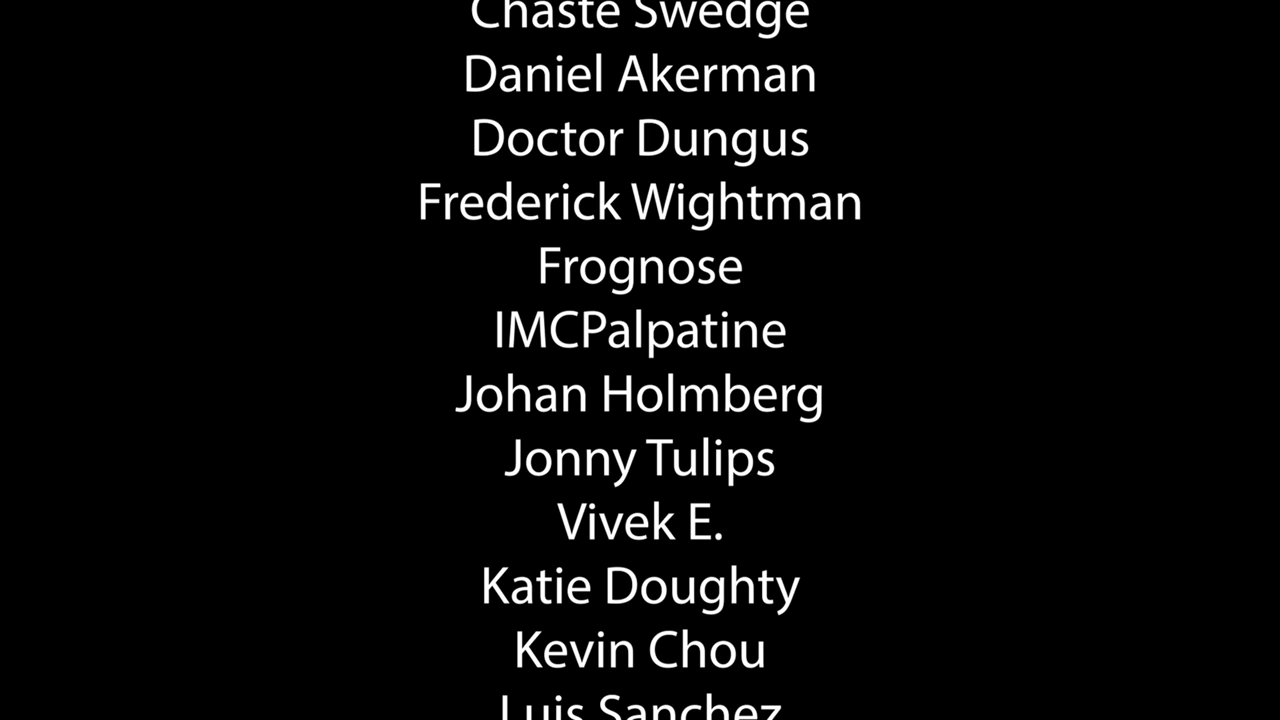 Chaste Swedge
Daniel Akerman
Doctor Dungus
Frederick Wightman
Frognose
IMCPalpatine
Johan Holmberg
Jonny Tulips
Vivek E.
Katie Doughty
Kevin Chou
Luis Sanchez